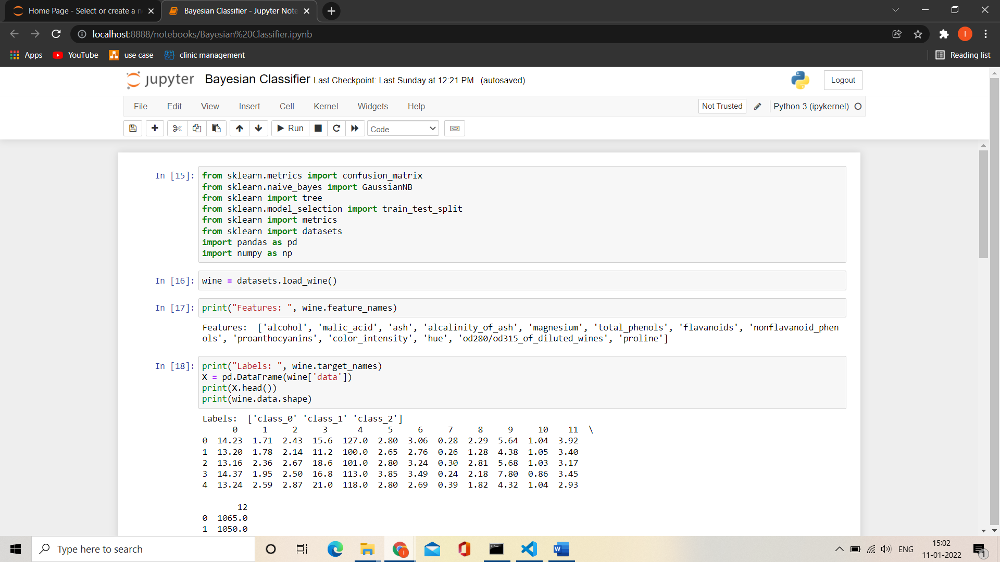 Home Page - Select or create a n
Bayesian Classifier - Jupyter Note
localhost:8888/notebooks/Bayesian%20Classifier.ipynb
Apps YouTube use case clinic management Reading list
jupyter Bayesian Classifier Last Checkpoint: Last Sunday at 12:21 PM (autosaved) Logout
File Edit View Insert Cell Kernel Widgets Help Not Trusted Python 3 (ipykernel)
Run Code
In [15]: from sklearn.metrics import confusion_matrix
from sklearn.naive_bayes import GaussianNB
from sklearn import tree
from sklearn.model_selection import train_test_split
from sklearn import metrics
from sklearn import datasets
import pandas as pd
import numpy as np
In [16]: wine = datasets.load_wine()
In [17]: print("Features: ", wine.feature_names)
Features:  ['alcohol', 'malic_acid', 'ash', 'alcalinity_of_ash', 'magnesium', 'total_phenols', 'flavanoids', 'nonflavanoid_phen
ols', 'proanthocyanins', 'color_intensity', 'hue', 'od280/od315_of_diluted_wines', 'proline']
In [18]: print("Labels: ", wine.target_names)
X = pd.DataFrame(wine['data'])
print(X.head())
print(wine.data.shape)
Labels:  ['class_0' 'class_1' 'class_2']
0 1 2 3 4 5 6 7 8 9 10 11 \
0 14.23 1.71 2.43 15.6 127.0 2.80 3.06 0.28 2.29 5.64 1.04 3.92
1 13.20 1.78 2.14 11.2 100.0 2.65 2.76 0.26 1.28 4.38 1.05 3.40
2 13.16 2.36 2.67 18.6 101.0 2.80 3.24 0.30 2.81 5.68 1.03 3.17
3 14.37 1.95 2.50 16.8 113.0 3.85 3.49 0.24 2.18 7.80 0.86 3.45
4 13.24 2.59 2.87 21.0 118.0 2.80 2.69 0.39 1.82 4.32 1.04 2.93
12
0 1065.0
1 1050.0
Type here to search ENG 15:02
11-01-2022 1